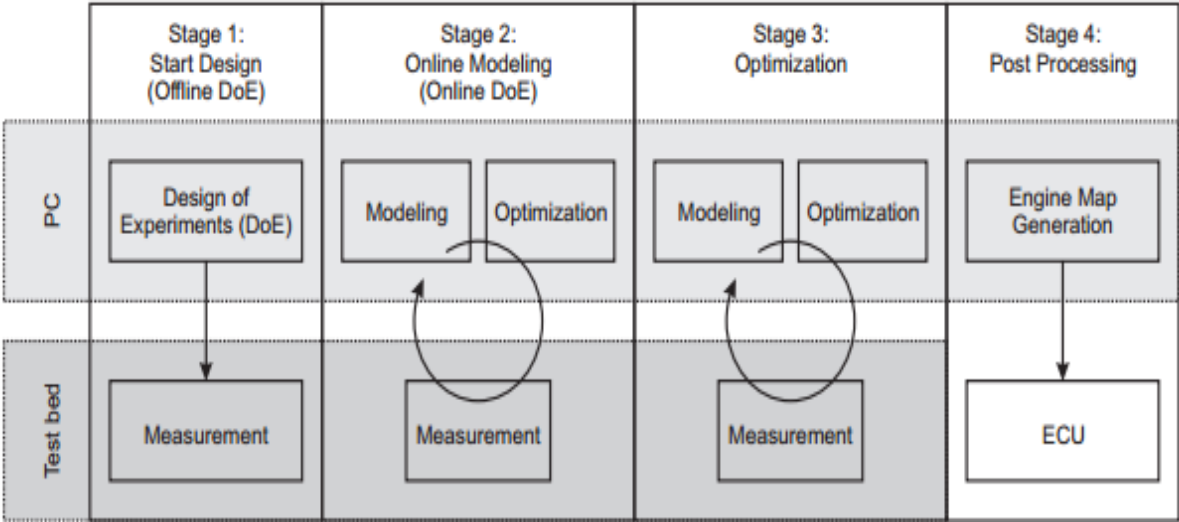 Stage 1:
Start Design
(Offline DoE)
Stage 2:
Online Modeling
(Online DoE)
Stage 3:
Optimization
Stage 4:
Post Processing
PC
Design of
Experiments (DoE)
Modeling
Optimization
Modeling
Optimization
Engine Map
Generation
Test bed
Measurement
Measurement
Measurement
ECU